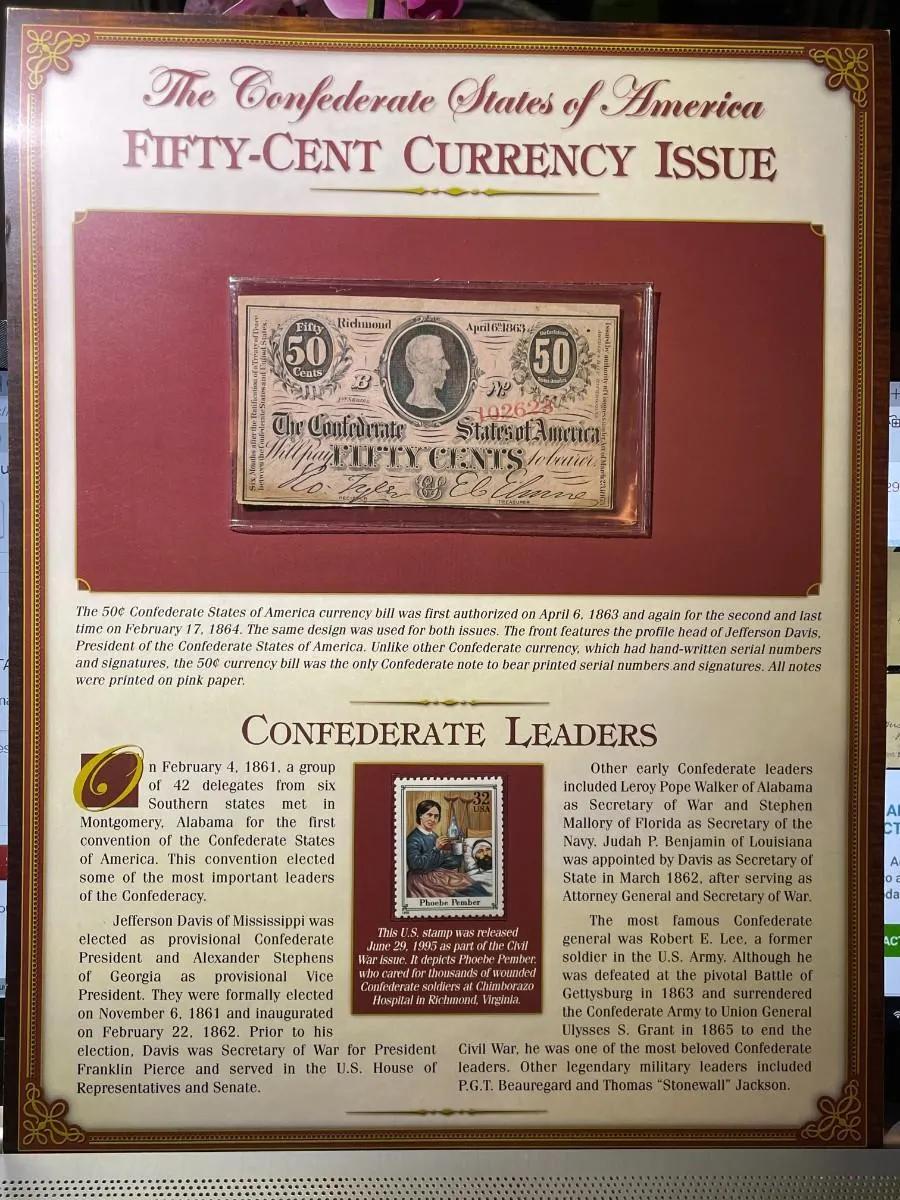 The Confederate States of America
FIFTY-CENT CURRENCY ISSUE
Fifty
50
Cents
Richmond
April 6th 1863
50
B
No
The Confederate States of America
Will pay FIFTY CENTS to bearer
Six Months after the Ratification of a Treaty of Peace
between the Confederate States and United States
The 50¢ Confederate States of America currency bill was first authorized on April 6, 1863 and again for the second and last
time on February 17, 1864. The same design was used for both issues. The front features the profile head of Jefferson Davis,
President of the Confederate States of America. Unlike other Confederate currency, which had hand-written serial numbers
and signatures, the 50¢ currency bill was the only Confederate note to bear printed serial numbers and signatures. All notes
were printed on pink paper.
CONFEDERATE LEADERS
On February 4, 1861, a group
of 42 delegates from six
Southern states met in
Montgomery, Alabama for the first
convention of the Confederate States
of America. This convention elected
some of the most important leaders
of the Confederacy.
Jefferson Davis of Mississippi was
elected as provisional Confederate
President and Alexander Stephens
of Georgia as provisional Vice
President. They were formally elected
on November 6, 1861 and inaugurated
on February 22, 1862. Prior to his
election, Davis was Secretary of War for President
Franklin Pierce and served in the U.S. House of
Representatives and Senate.
32
USA
Phoebe Pember
This U.S. stamp was released
June 29, 1995 as part of the Civil
War issue. It depicts Phoebe Pember,
who cared for thousands of wounded
Confederate soldiers at Chimborazo
Hospital in Richmond, Virginia.
Other early Confederate leaders
included Leroy Pope Walker of Alabama
as Secretary of War and Stephen
Mallory of Florida as Secretary of the
Navy. Judah P. Benjamin of Louisiana
was appointed by Davis as Secretary of
State in March 1862, after serving as
Attorney General and Secretary of War.
The most famous Confederate
general was Robert E. Lee, a former
soldier in the U.S. Army. Although he
was defeated at the pivotal Battle of
Gettysburg in 1863 and surrendered
the Confederate Army to Union General
Ulysses S. Grant in 1865 to end the
Civil War, he was one of the most beloved Confederate
leaders. Other legendary military leaders included
P.G.T. Beauregard and Thomas "Stonewall" Jackson.